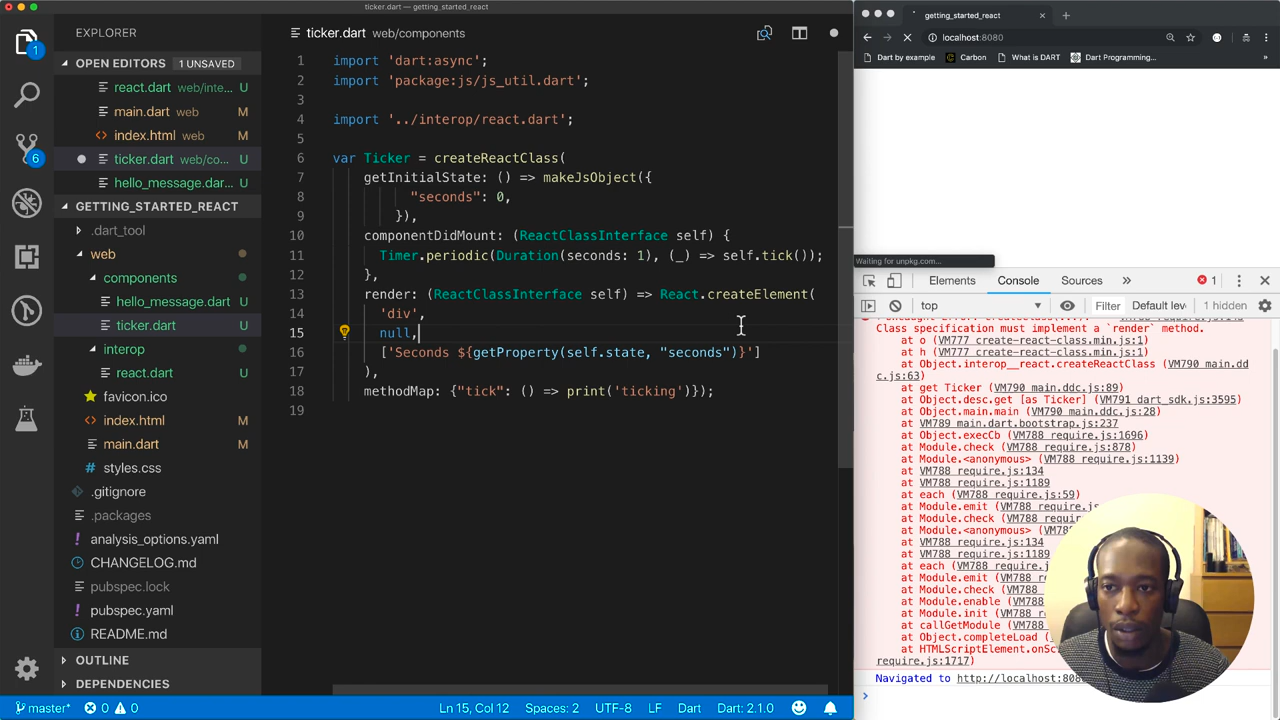 ticker.dart — getting_started_react
EXPLORER
OPEN EDITORS 1 UNSAVED
react.dart web/inte... U
main.dart web M
index.html web M
ticker.dart web/co... U
hello_message.dar... U
GETTING_STARTED_REACT
.dart_tool
web
components
hello_message.dart U
ticker.dart U
interop
react.dart U
favicon.ico
index.html M
main.dart M
styles.css
.gitignore
.packages
analysis_options.yaml
CHANGELOG.md
pubspec.lock
pubspec.yaml
README.md
OUTLINE
DEPENDENCIES
1
6
ticker.dart web/components
1 import 'dart:async';
2 import 'package:js/js_util.dart';
3
4 import '../interop/react.dart';
5
6 var Ticker = createReactClass(
7 getInitialState: () => makeJsObject({
8 "seconds": 0,
9 }),
10 componentDidMount: (ReactClassInterface self) {
11 Timer.periodic(Duration(seconds: 1), (_) => self.tick());
12 },
13 render: (ReactClassInterface self) => React.createElement(
14 'div',
15 null,
16 ['Seconds ${getProperty(self.state, "seconds")}']
17 ),
18 methodMap: {"tick": () => print('ticking')});
19
master* 0 0 Ln 15, Col 12 Spaces: 2 UTF-8 LF Dart Dart: 2.1.0
getting_started_react
localhost:8080
Dart by example Carbon What is DART Dart Programming... »
Waiting for unpkg.com...
Elements Console Sources » 1
top Filter Default lev 1 hidden
Class specification must implement a `render` method.
at o (VM777 create-react-class.min.js:1)
at h (VM777 create-react-class.min.js:1)
at Object.interop__react.createReactClass (VM790 main.dd
c.js:63)
at get Ticker (VM790 main.ddc.js:89)
at Object.desc.get [as Ticker] (VM791 dart_sdk.js:3595)
at Object.main.main (VM790 main.ddc.js:28)
at VM789 main.dart.bootstrap.js:237
at Object.execCb (VM788 require.js:1696)
at Module.check (VM788 require.js:878)
at Module.<anonymous> (VM788 require.js:1139)
at VM788 require.js:134
at VM788 require.js:1189
at each (VM788 require.js:59)
at Module.emit (VM788 require.js
at Module.check (VM788
at Module.<anonymous>
at VM788 require.js:134
at VM788 require.js:1189
at each (VM788 require.js
at Module.emit (VM788
at Module.check (VM788
at Module.enable (VM788
at Module.init (VM788
at callGetModule (VM788
at Object.completeLoad
at HTMLScriptElement.onSc
require.js:1717)
Navigated to http://localhost:808